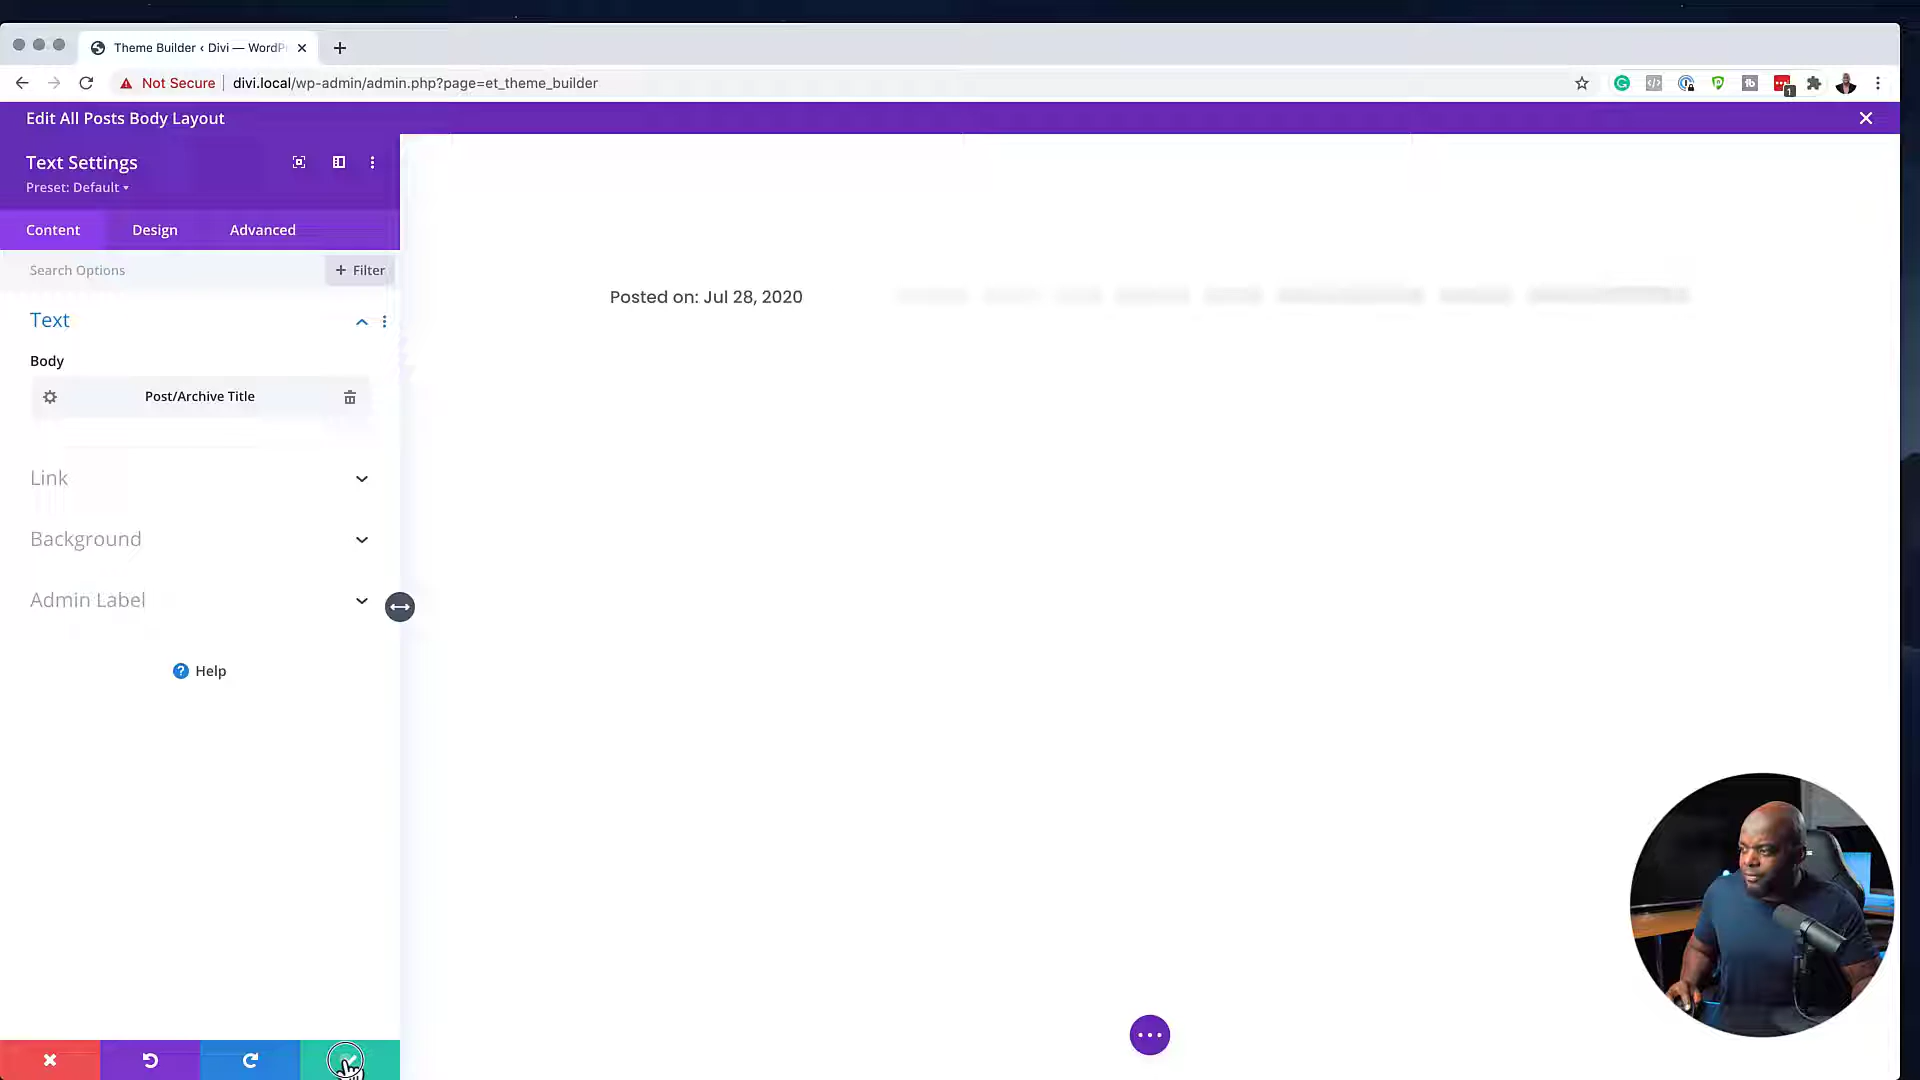 Theme Builder ‹ Divi — WordP
Not Secure
divi.local/wp-admin/admin.php?page=et_theme_builder
1
Edit All Posts Body Layout
Text Settings
Preset: Default
Content
Design
Advanced
Search Options
+ Filter
Text
Body
Post/Archive Title
Link
Background
Admin Label
? Help
Posted on: Jul 28, 2020